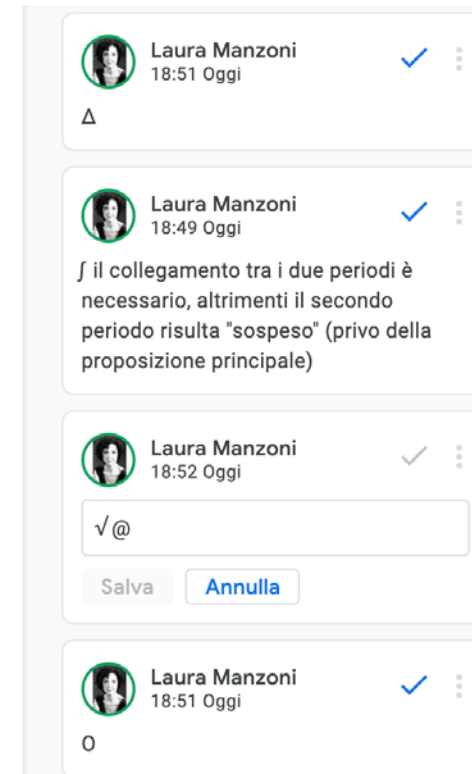 Laura Manzoni
18:51 Oggi
Δ
Laura Manzoni
18:49 Oggi
∫ il collegamento tra i due periodi è
necessario, altrimenti il secondo
periodo risulta "sospeso" (privo della
proposizione principale)
Laura Manzoni
18:52 Oggi
√@
Salva Annulla
Laura Manzoni
18:51 Oggi
O